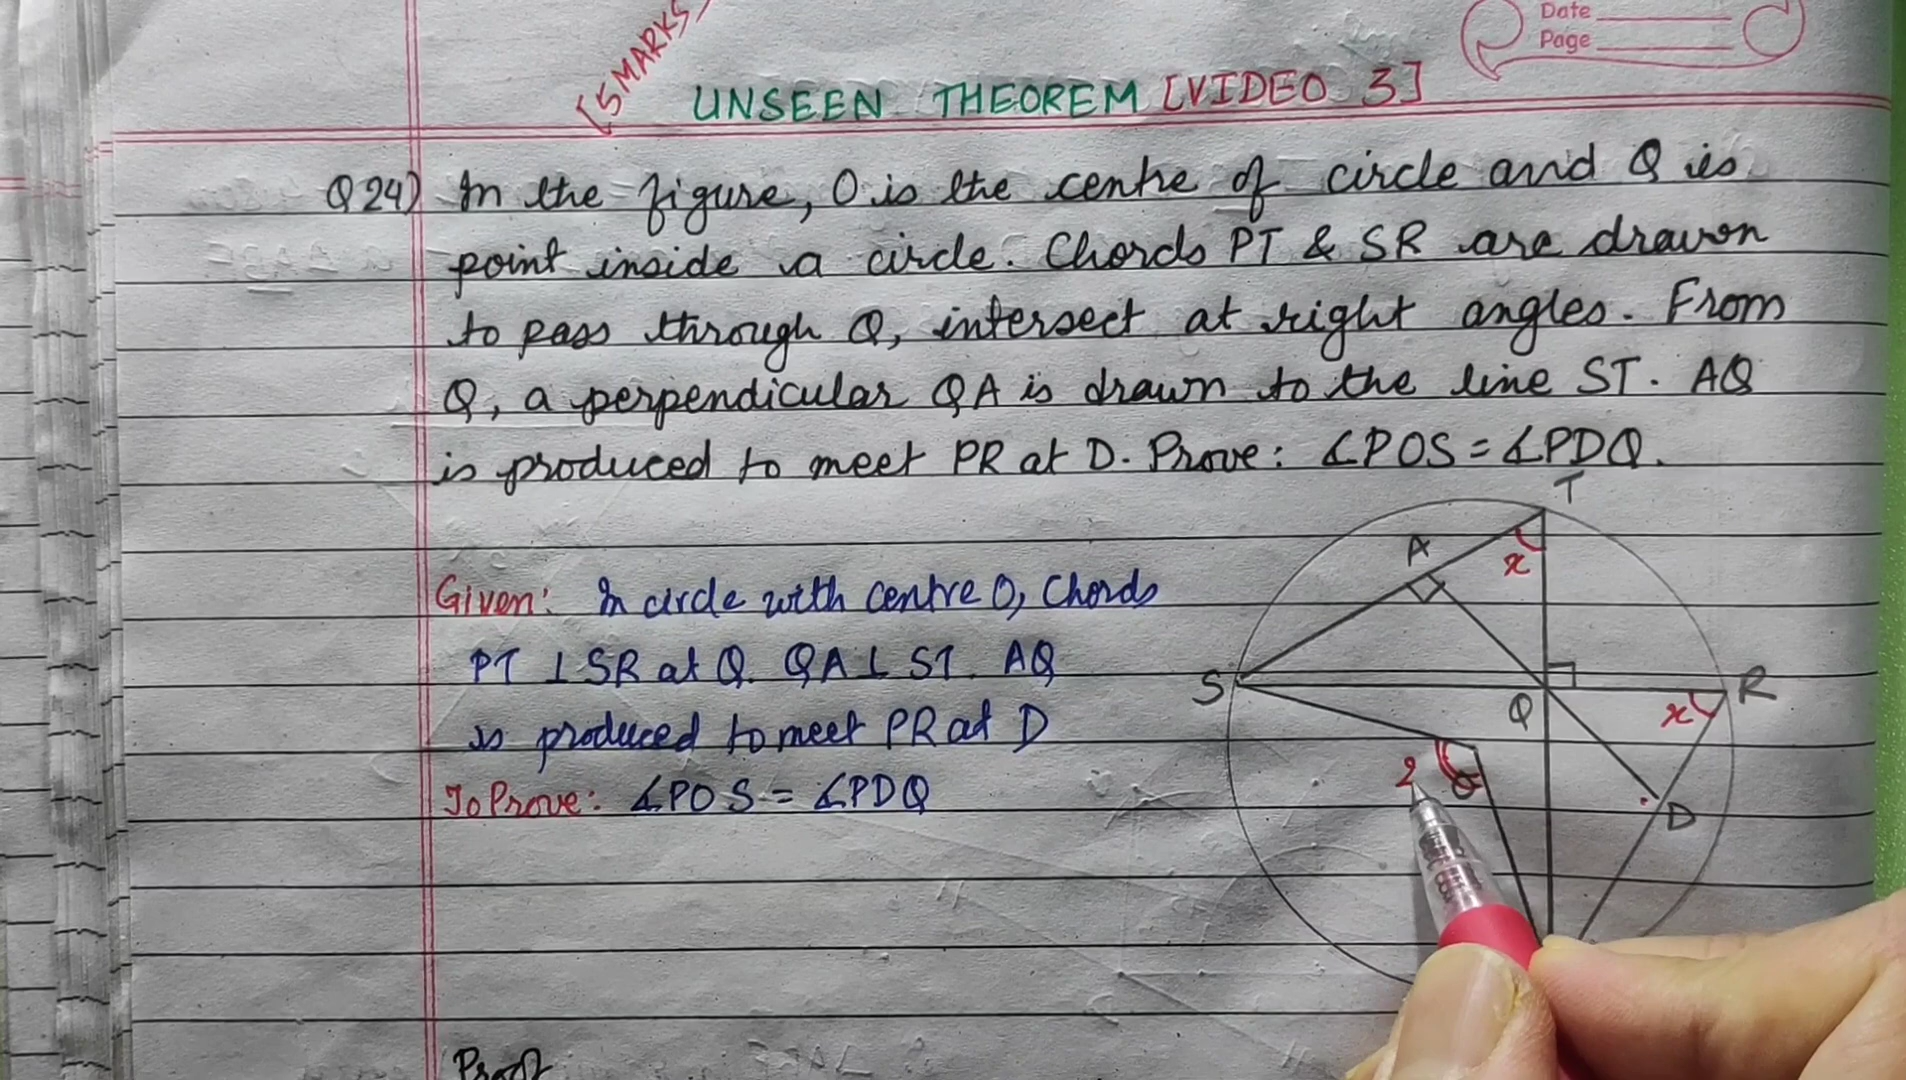 Date
Page
[5MARKS]
UNSEEN THEOREM [VIDEO 3]
Q24) In the figure, O is the centre of circle and Q is
point inside a circle. Chords PT & SR are drawn
to pass through Q, intersect at right angles. From
Q, a perpendicular QA is drawn to the line ST. AQ
is produced to meet PR at D. Prove: ∠POS = ∠PDQ.
T
A
x
Given: In circle with centre O, Chords
PT ⊥ SR at Q. QA ⊥ ST. AQ
S
R
Q
x
is produced to meet PR at D
To Prove: ∠POS = ∠PDQ
2
O
D
Proof